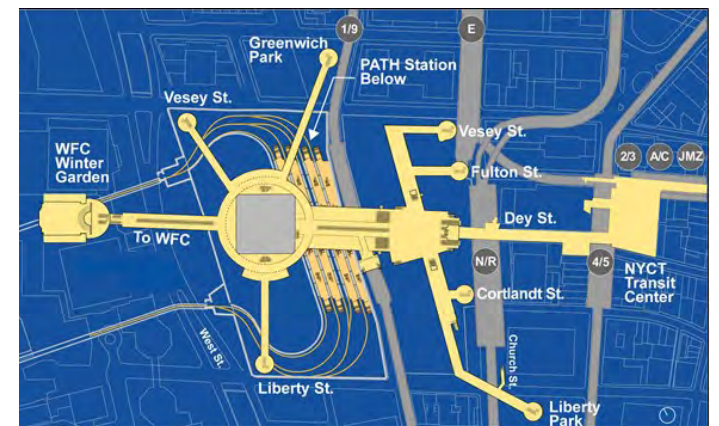 1/9
E
Greenwich
Park
PATH Station
Below
Vesey St.
Vesey St.
WFC
Winter
Garden
Fulton St.
2/3
A/C
JMZ
To WFC
Dey St.
N/R
4/5
NYCT
Transit
Center
Cortlandt St.
West St.
Church St.
Liberty St.
Liberty
Park